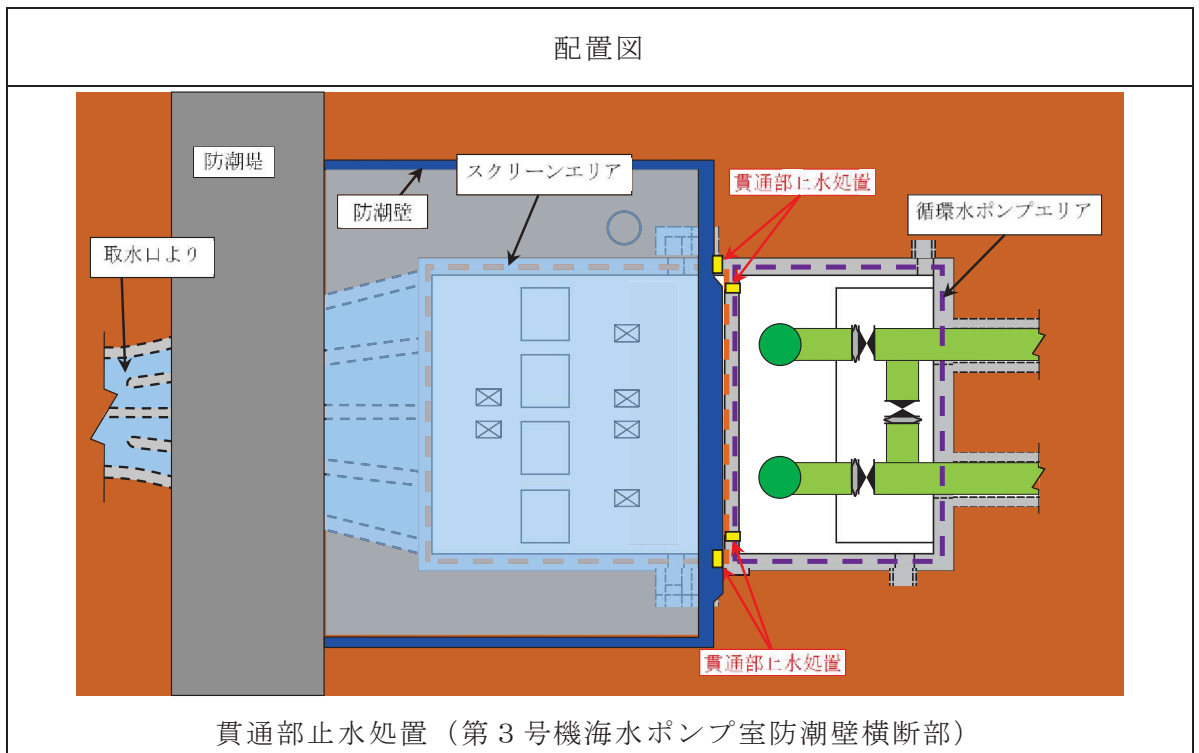 配置図
防潮堤
スクリーンエリア
貫通部止水処置
防潮壁
循環水ポンプエリア
取水口より
貫通部止水処置
貫通部止水処置（第３号機海水ポンプ室防潮壁横断部）